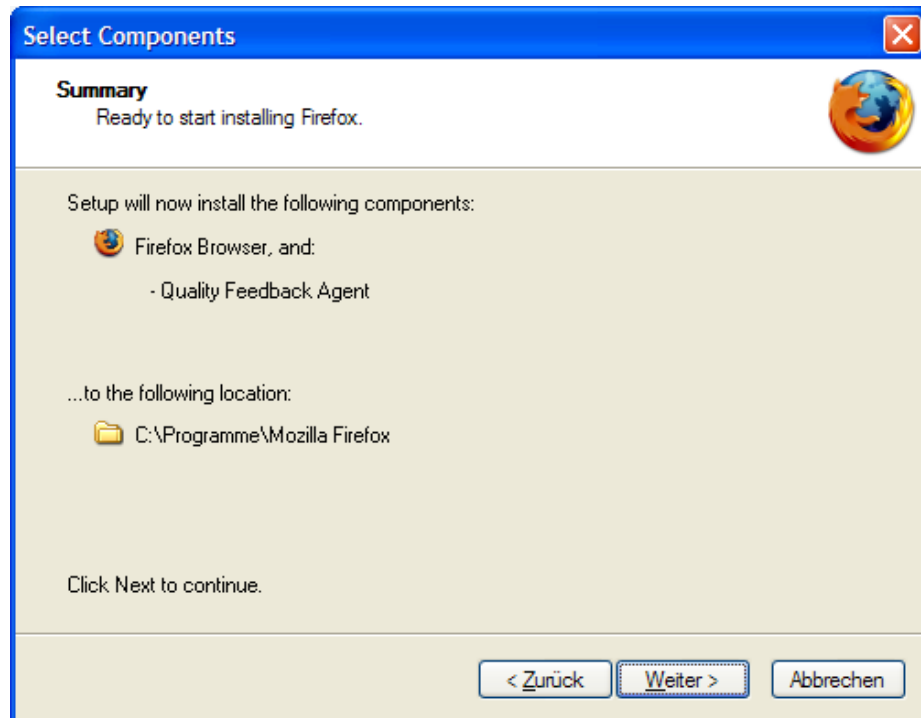 Select Components
Summary
Ready to start installing Firefox.
Setup will now install the following components:
Firefox Browser, and:
- Quality Feedback Agent
...to the following location:
C:\Programme\Mozilla Firefox
Click Next to continue.
< Zurück Weiter > Abbrechen